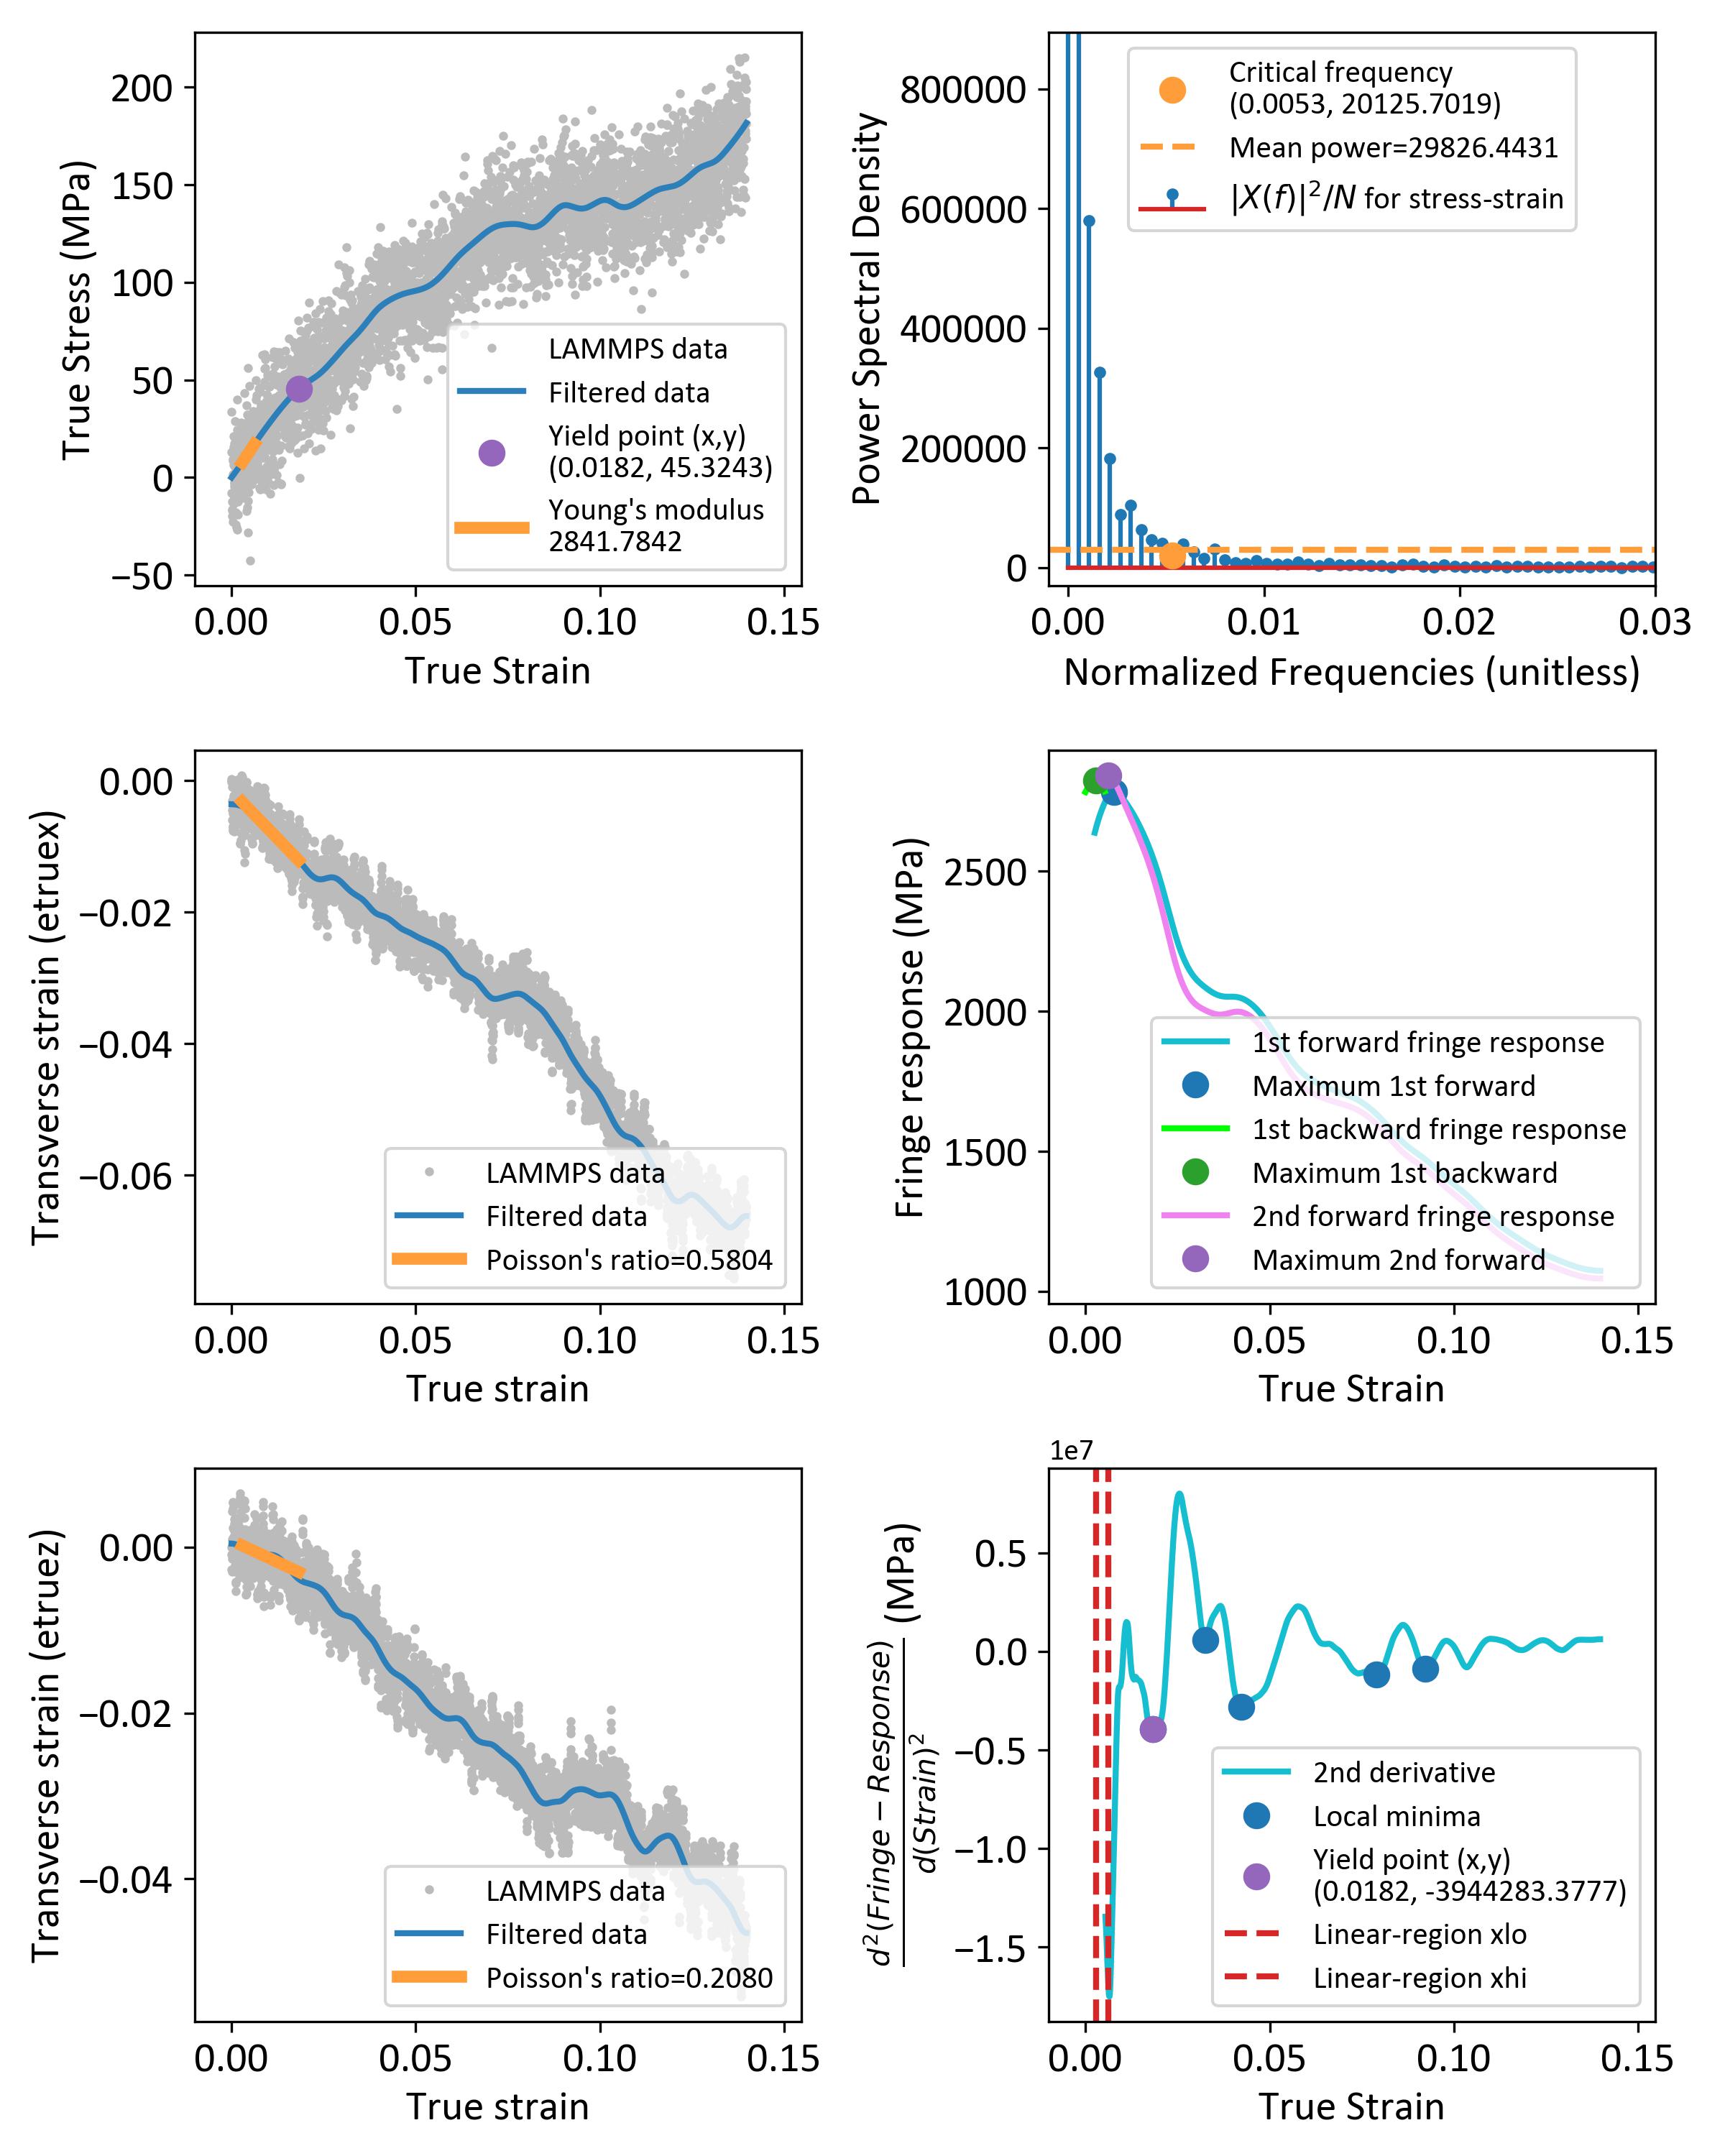 True Stress (MPa)
200
150
100
50
0
−50
LAMMPS data
Filtered data
Yield point (x,y)
(0.0182, 45.3243)
Young's modulus
2841.7842
0.00 0.05 0.10 0.15
True Strain
Power Spectral Density
800000
600000
400000
200000
0
Critical frequency
(0.0053, 20125.7019)
Mean power=29826.4431
|X(f)|²/N for stress-strain
0.00 0.01 0.02 0.03
Normalized Frequencies (unitless)
Transverse strain (etruex)
0.00
−0.02
−0.04
−0.06
LAMMPS data
Filtered data
Poisson's ratio=0.5804
0.00 0.05 0.10 0.15
True strain
Fringe response (MPa)
2500
2000
1500
1000
1st forward fringe response
Maximum 1st forward
1st backward fringe response
Maximum 1st backward
2nd forward fringe response
Maximum 2nd forward
0.00 0.05 0.10 0.15
True Strain
Transverse strain (etruez)
0.00
−0.02
−0.04
LAMMPS data
Filtered data
Poisson's ratio=0.2080
0.00 0.05 0.10 0.15
True strain
1e7
d²(Fringe − Response)
d(Strain)²
(MPa)
0.5
0.0
−0.5
−1.0
−1.5
2nd derivative
Local minima
Yield point (x,y)
(0.0182, -3944283.3777)
Linear-region xlo
Linear-region xhi
0.00 0.05 0.10 0.15
True Strain